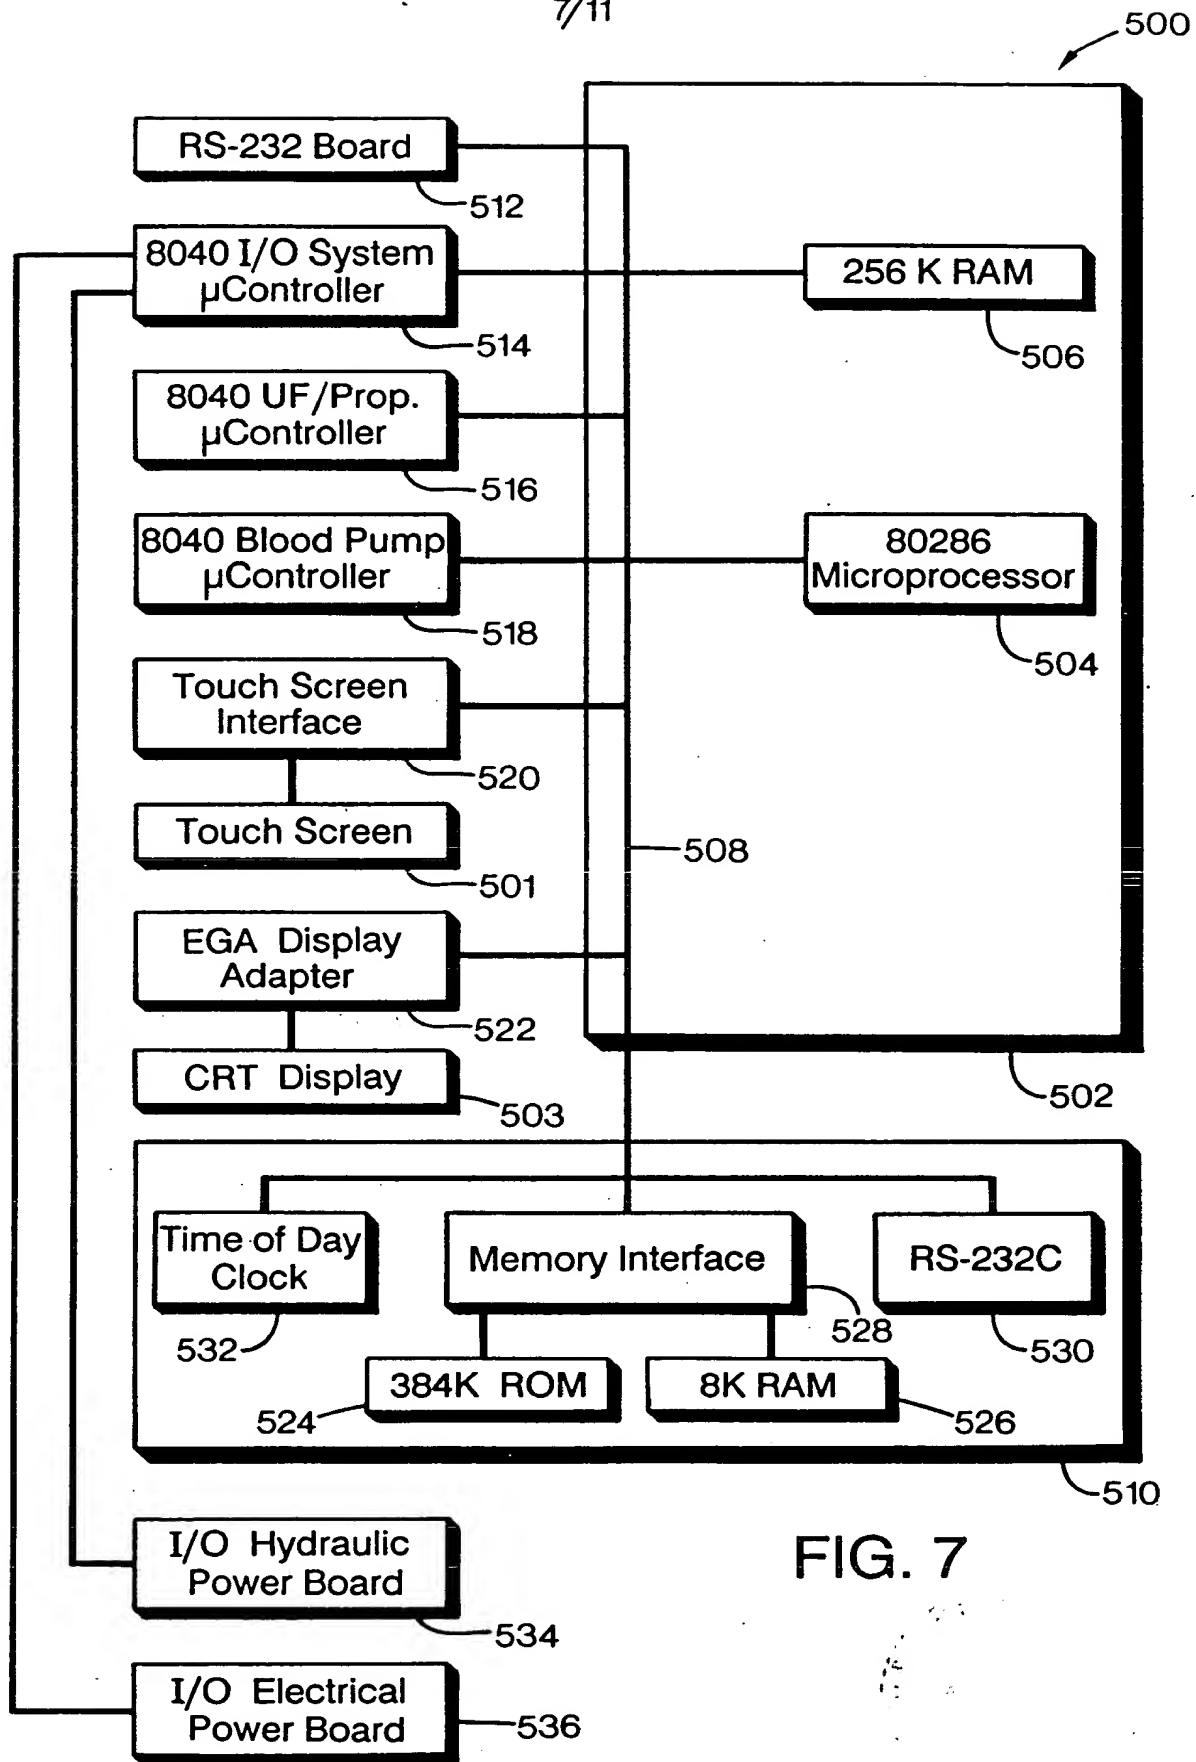 7/11
500
RS-232 Board
512
8040 I/O System
µController
514
256 K RAM
506
8040 UF/Prop.
µController
516
8040 Blood Pump
µController
518
80286
Microprocessor
504
Touch Screen
Interface
520
Touch Screen
501
508
EGA Display
Adapter
522
CRT Display
503
502
Time of Day
Clock
532
Memory Interface
528
RS-232C
530
384K ROM
524
8K RAM
526
510
I/O Hydraulic
Power Board
534
I/O Electrical
Power Board
536
FIG. 7